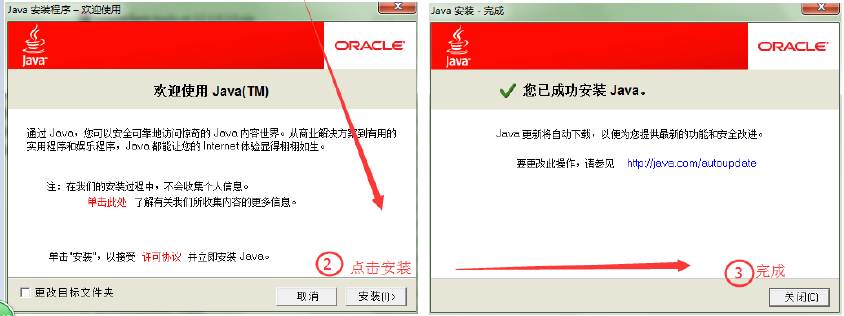 Java 安装程序 – 欢迎使用
Java
ORACLE
欢迎使用 Java(TM)
通过 Java，您可以安全可靠地访问惊奇的 Java 内容世界。从商业解决方案到有用的
实用程序和娱乐程序，Java 都能让您的 Internet 体验显得栩栩如生。
注：在我们的安装过程中，不会收集个人信息。
单击此处 了解有关我们所收集内容的更多信息。
单击“安装”，以接受 许可协议 并立即安装 Java。
② 点击安装
更改目标文件夹
取消
安装(I)>
Java 安装 - 完成
Java
ORACLE
您已成功安装 Java。
Java 更新将自动下载，以便为您提供最新的功能和安全改进。
要更改此操作，请参见 http://java.com/autoupdate
③ 完成
关闭(C)